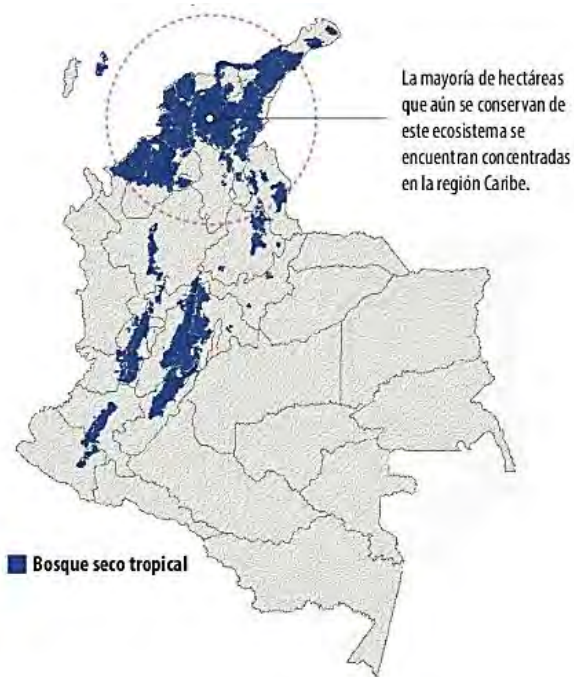 La mayoría de hectáreas
que aún se conservan de
este ecosistema se
encuentran concentradas
en la región Caribe.
Bosque seco tropical